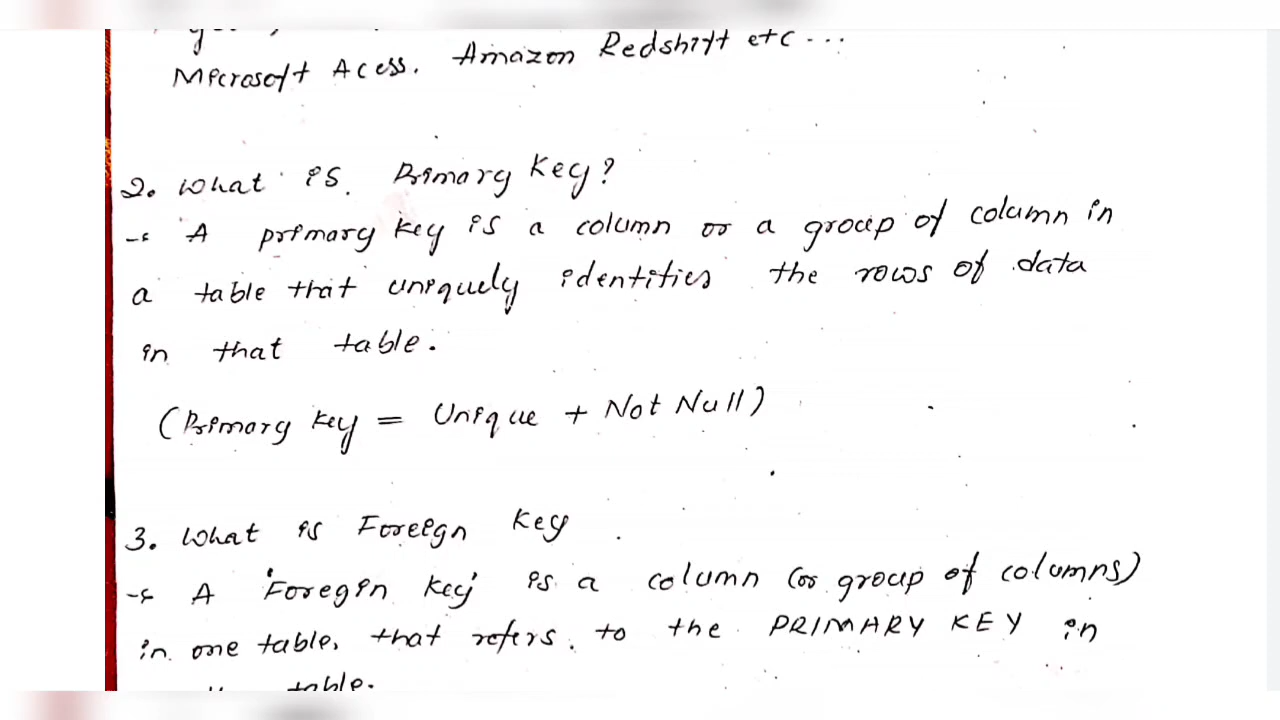 Microsoft Acess. Amazon Redshift etc...
2. What is. Primary Key?
A primary key is a column or a group of column in
a table that uniquely identifies the rows of data
in that table.
(Primary key = Unique + Not Null)
3. What is Foreign Key.
A 'Foregin key' is a column (or group of columns)
in one table, that refers. to the PRIMARY KEY in
table.